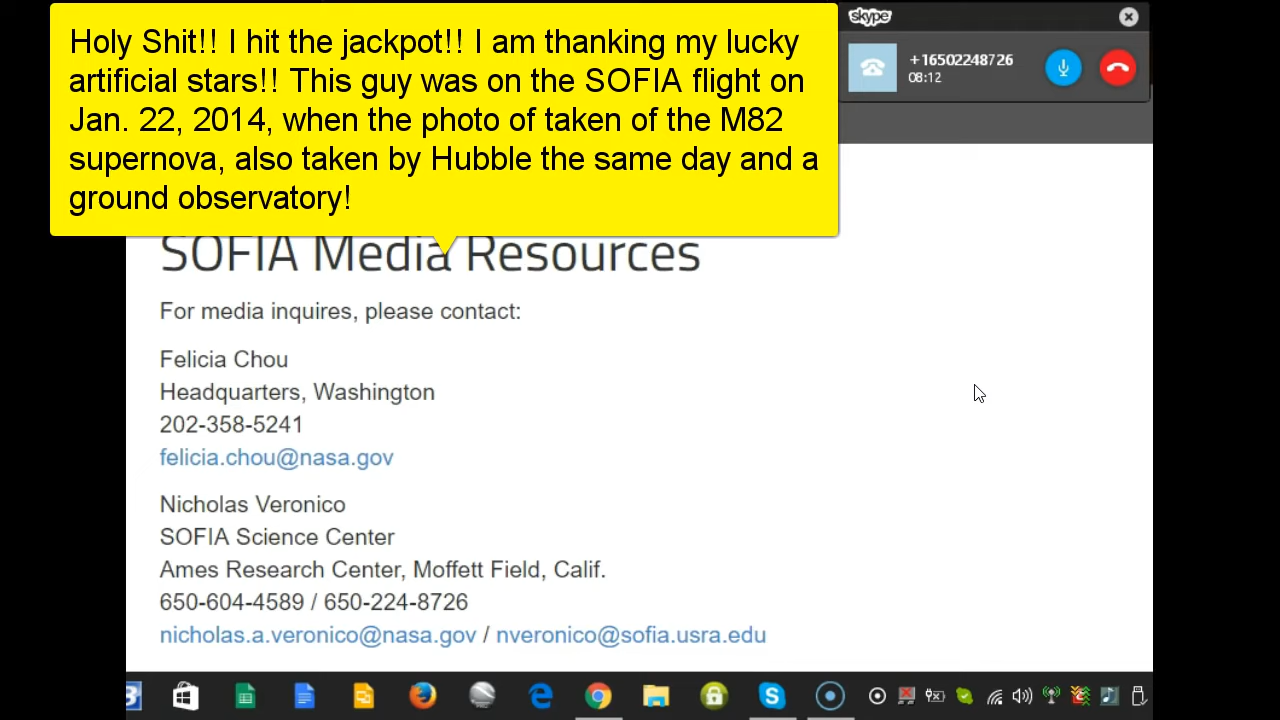 Holy Shit!! I hit the jackpot!! I am thanking my lucky
artificial stars!! This guy was on the SOFIA flight on
Jan. 22, 2014, when the photo of taken of the M82
supernova, also taken by Hubble the same day and a
ground observatory!
skype
+16502248726
08:12
SOFIA Media Resources
For media inquires, please contact:
Felicia Chou
Headquarters, Washington
202-358-5241
felicia.chou@nasa.gov
Nicholas Veronico
SOFIA Science Center
Ames Research Center, Moffett Field, Calif.
650-604-4589 / 650-224-8726
nicholas.a.veronico@nasa.gov / nveronico@sofia.usra.edu